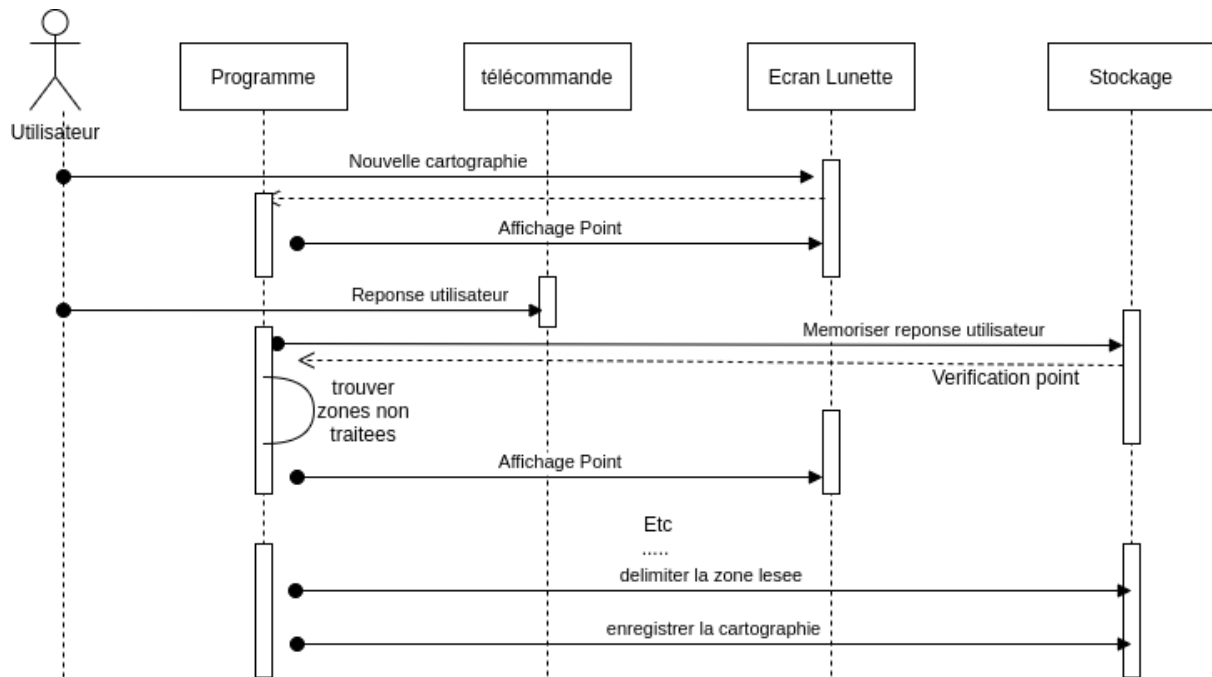 Programme
télécommande
Ecran Lunette
Stockage
Utilisateur
Nouvelle cartographie
Affichage Point
Reponse utilisateur
Memoriser reponse utilisateur
Verification point
trouver
zones non
traitees
Affichage Point
Etc
.....
delimiter la zone lesee
enregistrer la cartographie